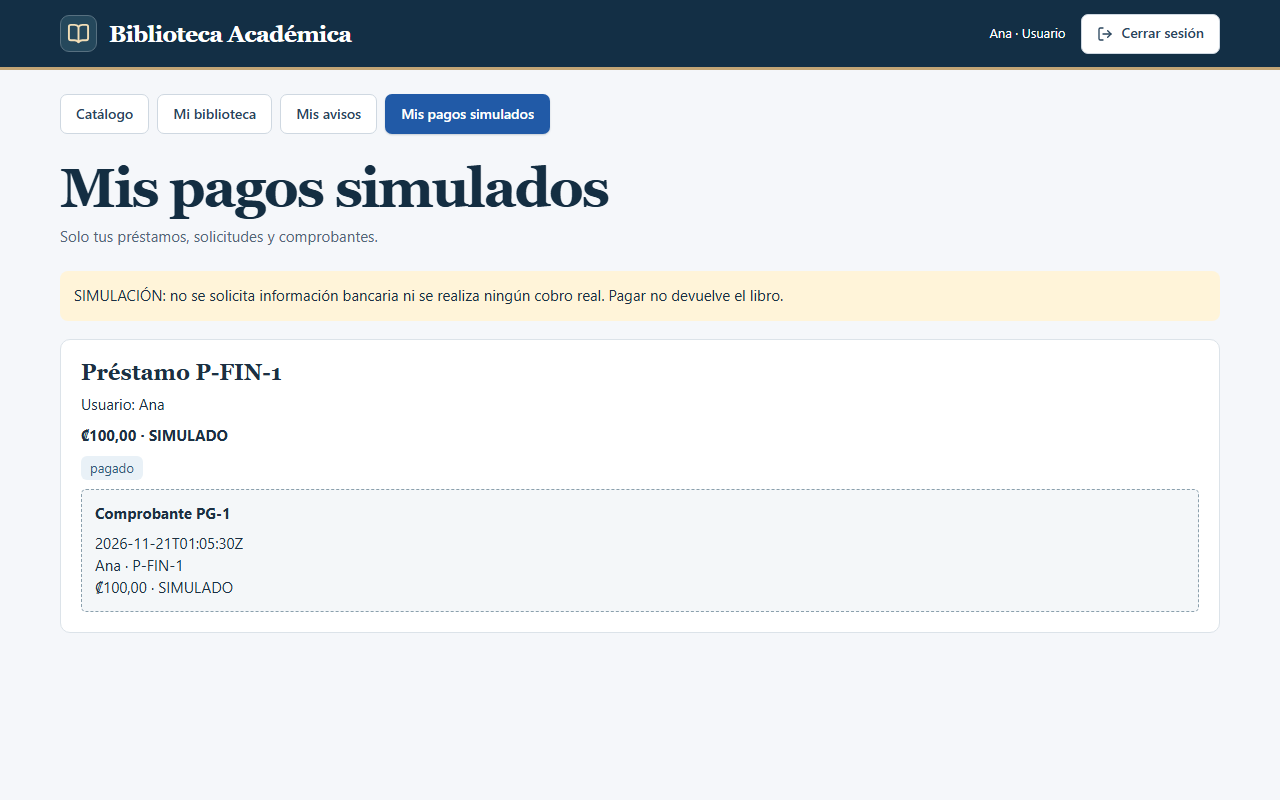 Biblioteca Académica
Ana · Usuario
Cerrar sesión
Catálogo
Mi biblioteca
Mis avisos
Mis pagos simulados
Mis pagos simulados
Solo tus préstamos, solicitudes y comprobantes.
SIMULACIÓN: no se solicita información bancaria ni se realiza ningún cobro real. Pagar no devuelve el libro.
Préstamo P-FIN-1
Usuario: Ana
₡100,00 · SIMULADO
pagado
Comprobante PG-1
2026-11-21T01:05:30Z
Ana · P-FIN-1
₡100,00 · SIMULADO